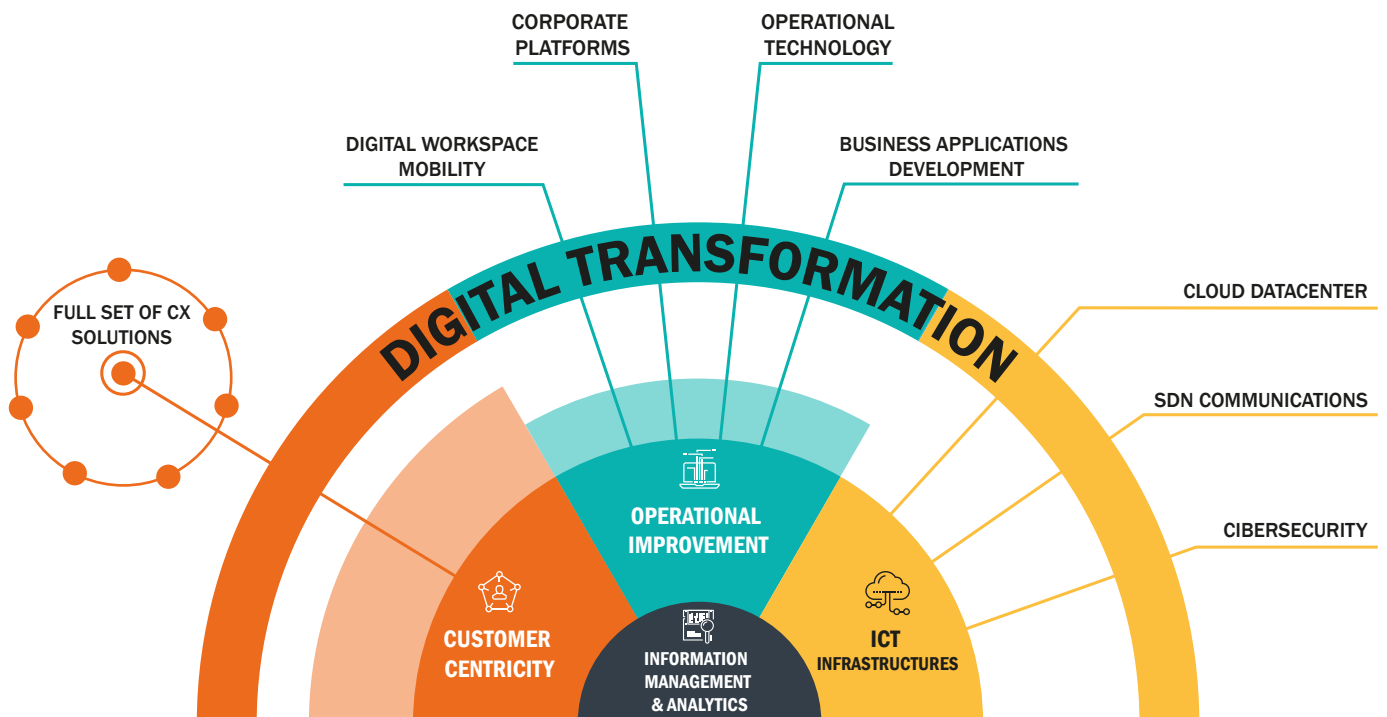 CORPORATE
PLATFORMS
OPERATIONAL
TECHNOLOGY
DIGITAL WORKSPACE
MOBILITY
BUSINESS APPLICATIONS
DEVELOPMENT
DIGITAL TRANSFORMATION
FULL SET OF CX
SOLUTIONS
CLOUD DATACENTER
SDN COMMUNICATIONS
CIBERSECURITY
OPERATIONAL
IMPROVEMENT
CUSTOMER
CENTRICITY
ICT
INFRASTRUCTURES
INFORMATION
MANAGEMENT
& ANALYTICS